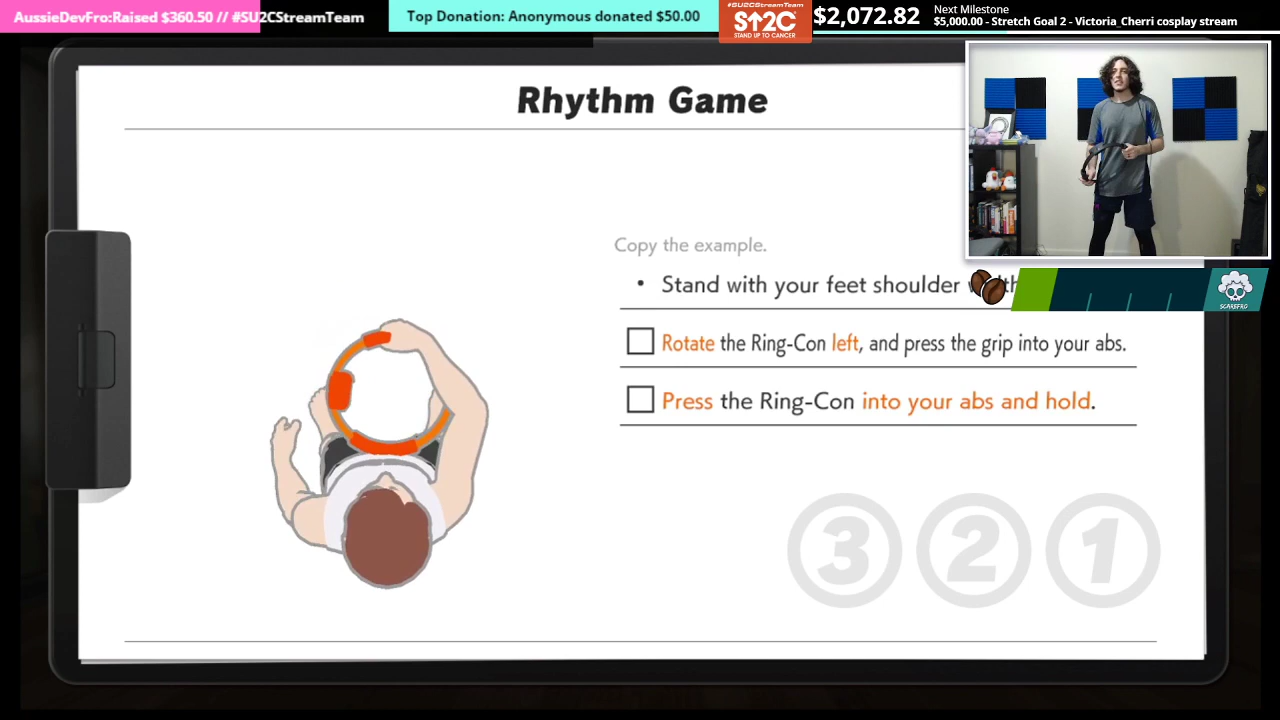 AussieDevFro:Raised $360.50 // #SU2CStreamTeam
Top Donation: Anonymous donated $50.00
#SU2CStreamTeam
SU2C
STAND UP TO CANCER
$2,072.82
Next Milestone
$5,000.00 - Stretch Goal 2 - Victoria_Cherri cosplay stream
Rhythm Game
Copy the example.
• Stand with your feet shoulder
Rotate the Ring-Con left, and press the grip into your abs.
Press the Ring-Con into your abs and hold.
3 2 1
SCAREFRO